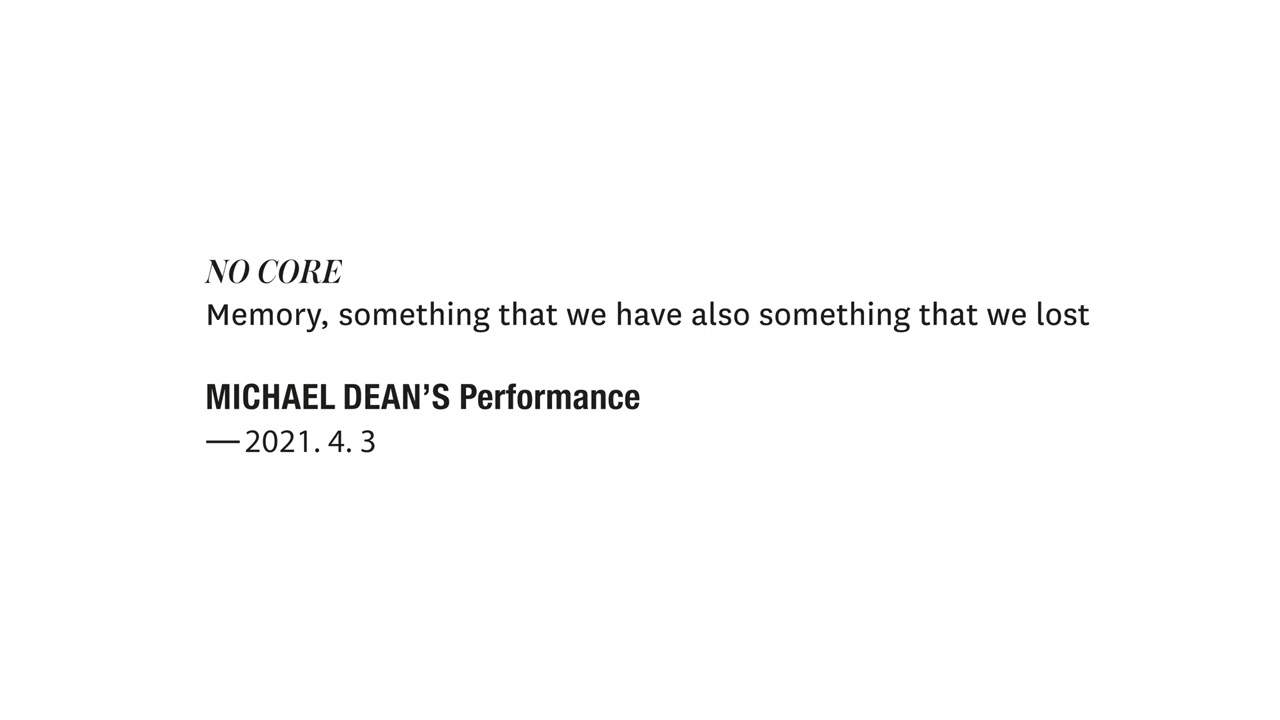 NO CORE
Memory, something that we have also something that we lost
MICHAEL DEAN’S Performance
— 2021. 4. 3